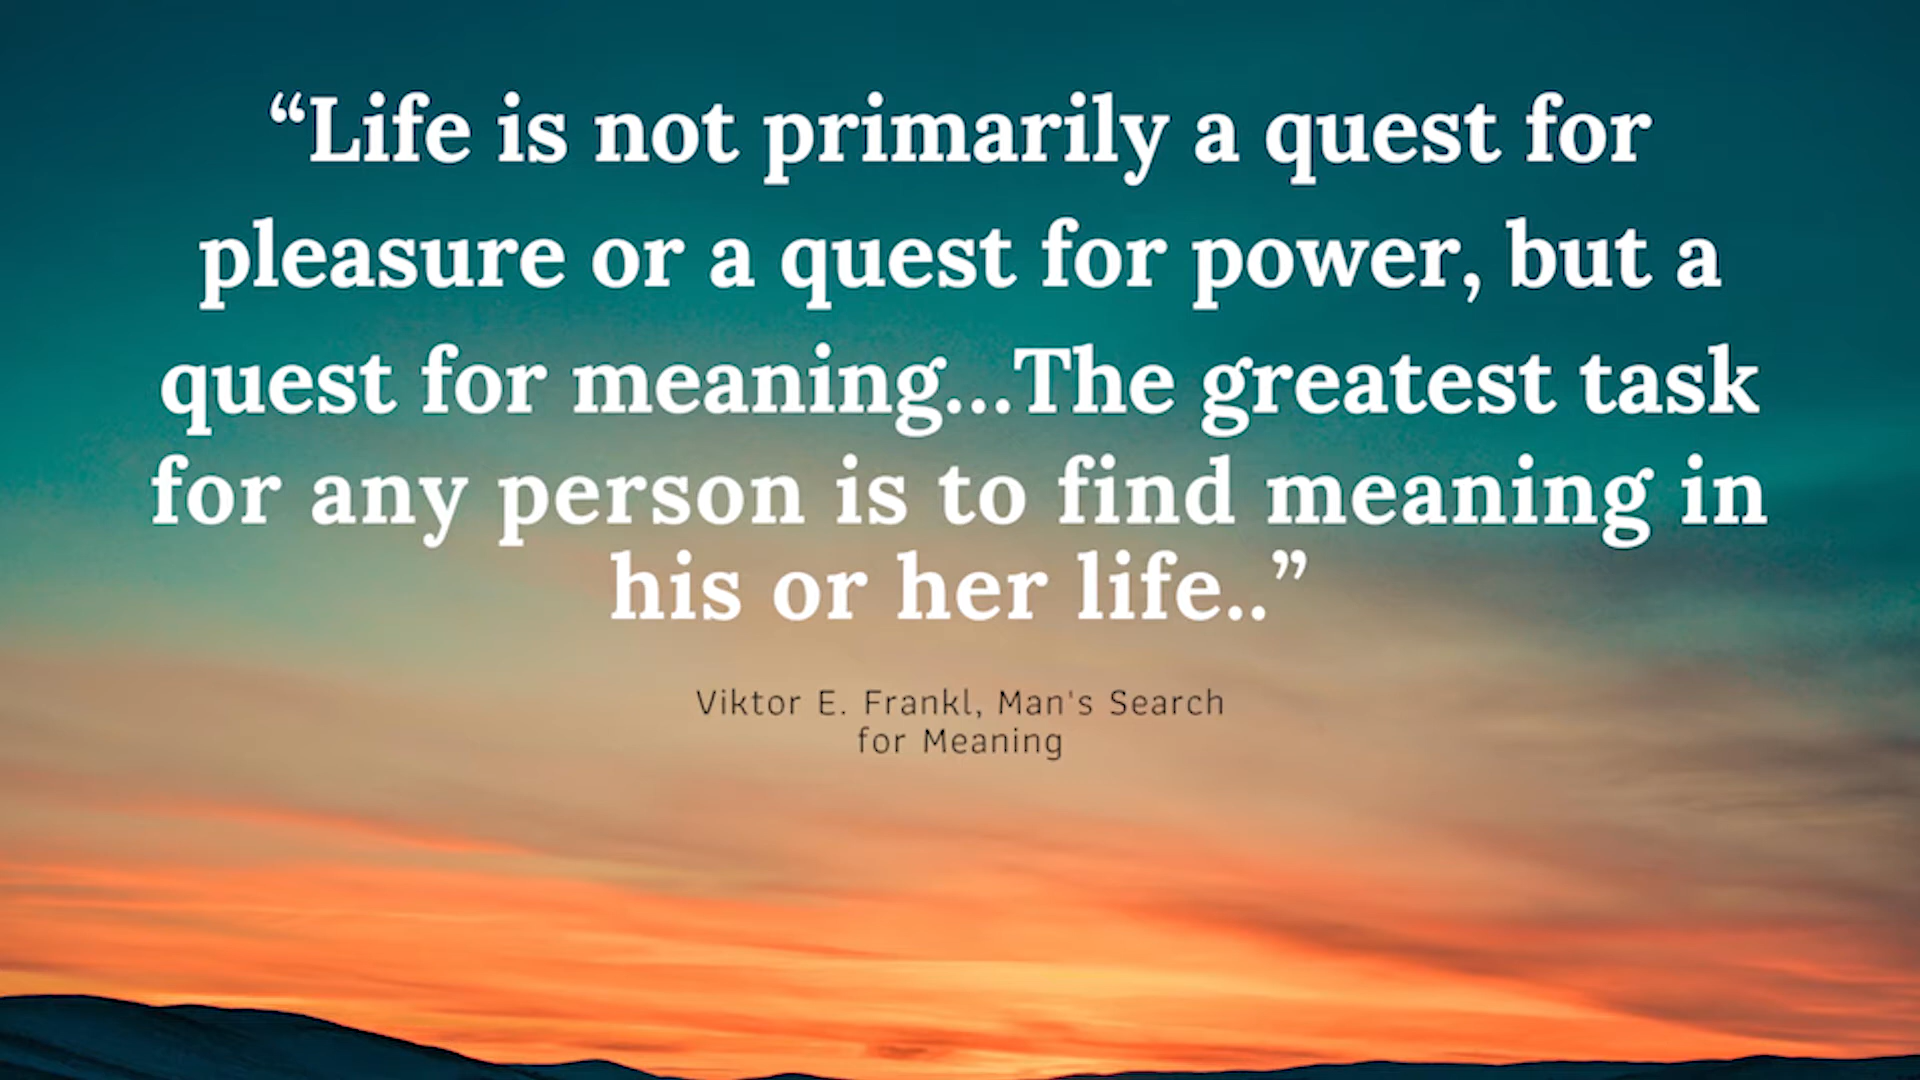 “Life is not primarily a quest for
pleasure or a quest for power, but a
quest for meaning...The greatest task
for any person is to find meaning in
his or her life..”
Viktor E. Frankl, Man's Search
for Meaning